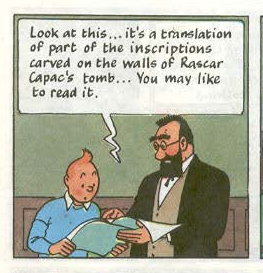 Look at this... it's a translation
of part of the inscriptions
carved on the walls of Rascar
Capac's tomb... You may like
to read it.